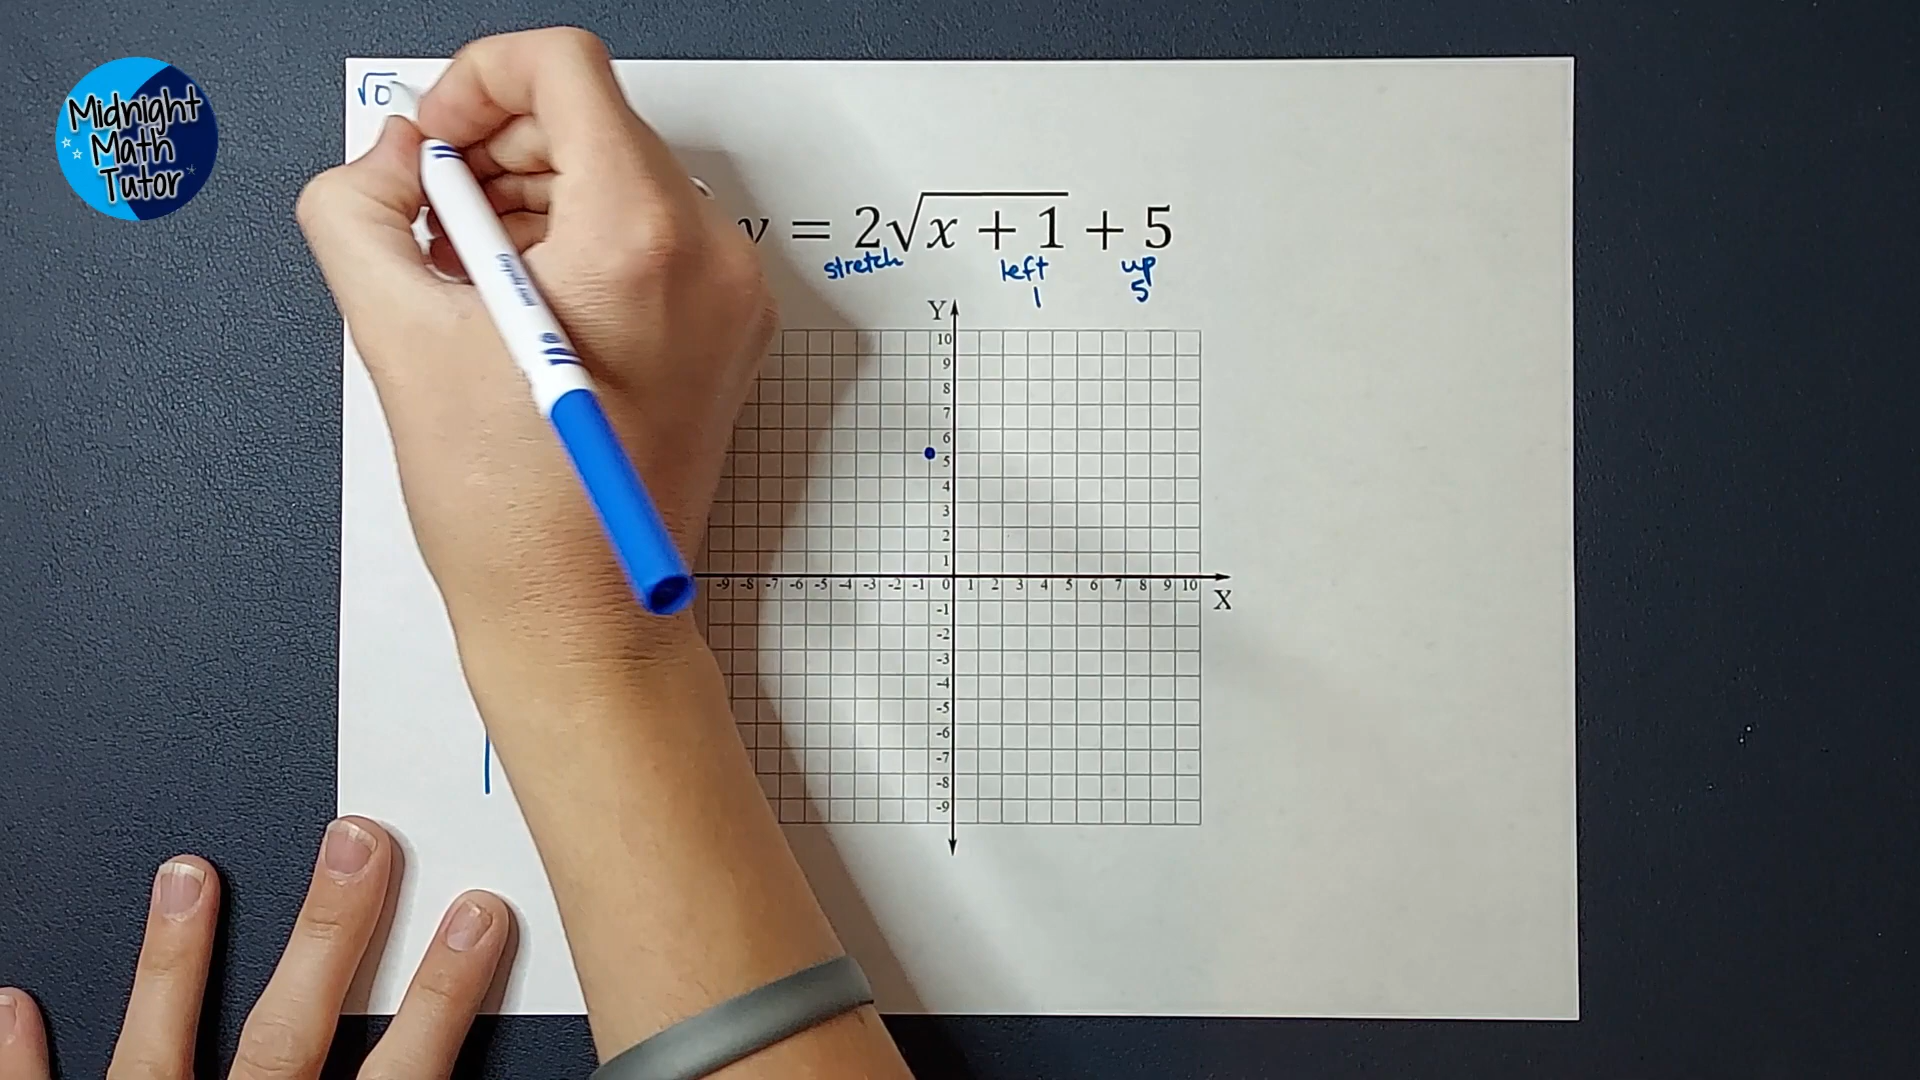 Midnight
Math
Tutor
√0
y = 2√x + 1 + 5
stretch left up
1 5
Y
10
9
8
7
6
5
4
3
2
1
-9 -8 -7 -6 -5 -4 -3 -2 -1 0 1 2 3 4 5 6 7 8 9 10
X
-1
-2
-3
-4
-5
-6
-7
-8
-9